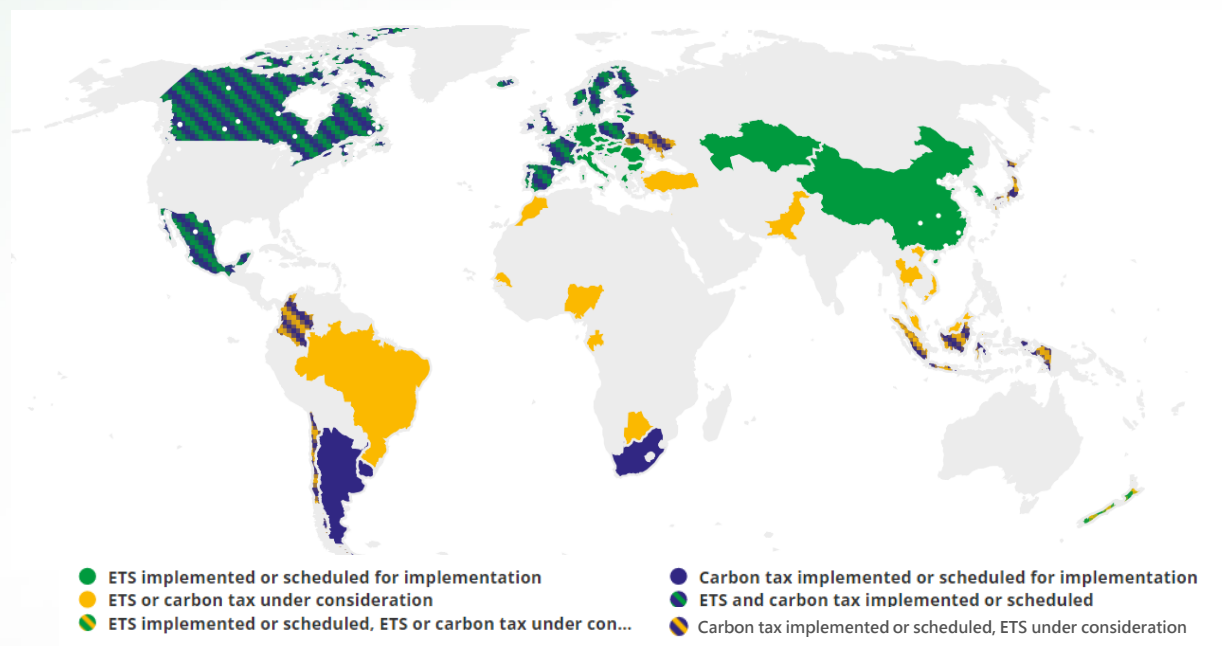 ETS implemented or scheduled for implementation
ETS or carbon tax under consideration
ETS implemented or scheduled, ETS or carbon tax under con...
Carbon tax implemented or scheduled for implementation
ETS and carbon tax implemented or scheduled
Carbon tax implemented or scheduled, ETS under consideration